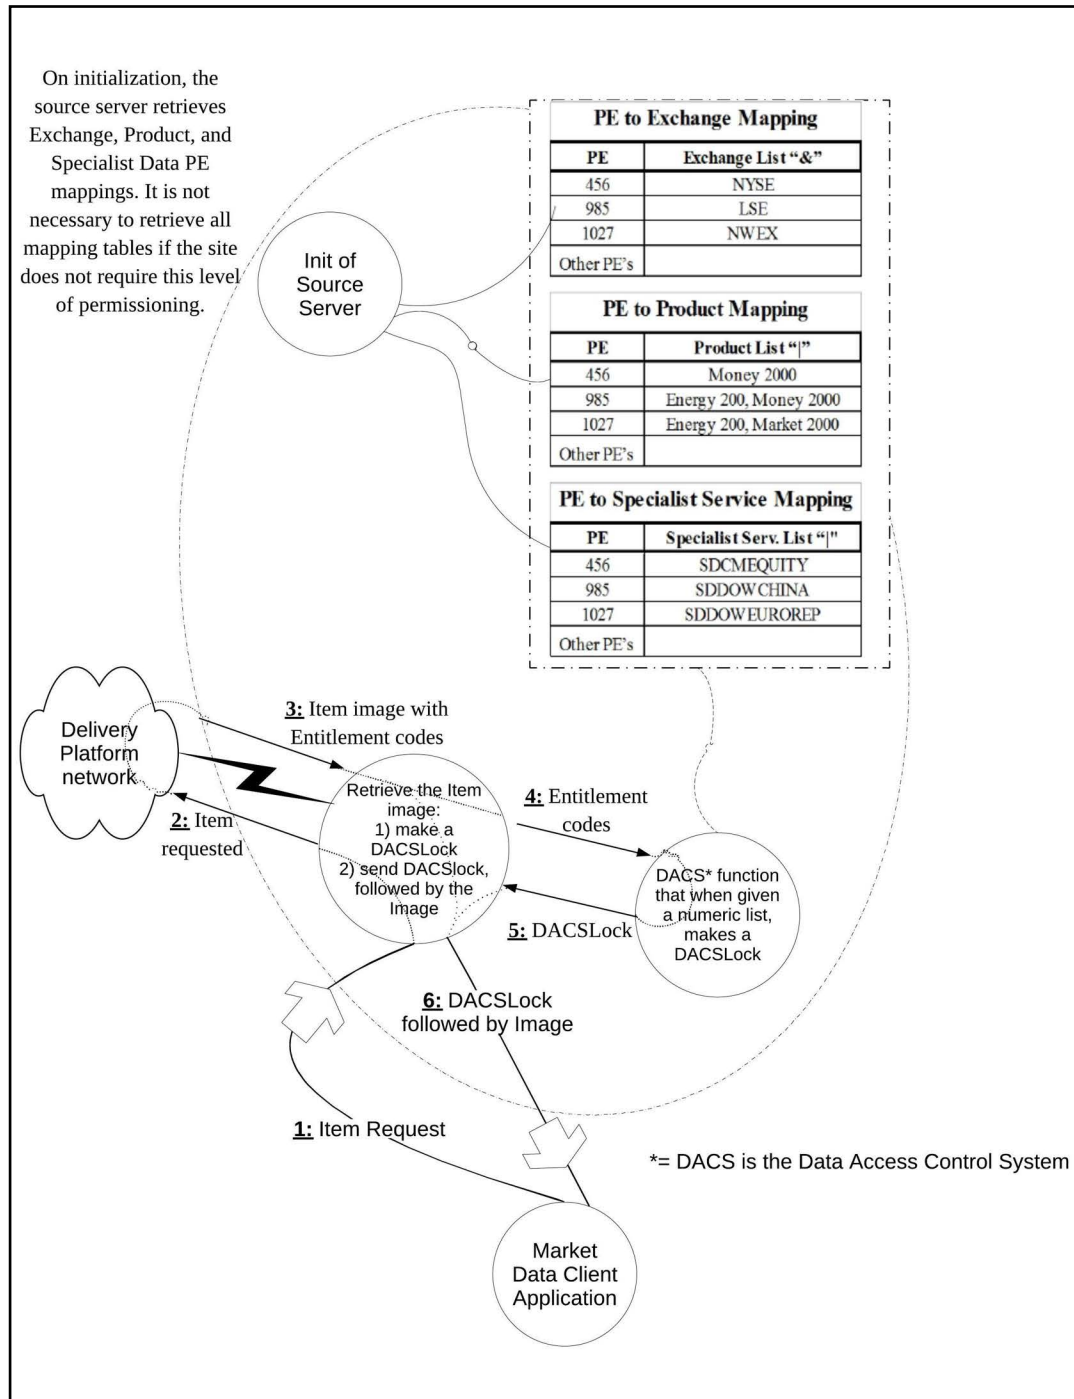 On initialization, the
source server retrieves
Exchange, Product, and
Specialist Data PE
mappings. It is not
necessary to retrieve all
mapping tables if the site
does not require this level
of permissioning.
Init of
Source
Server
PE to Exchange Mapping
PE Exchange List “&”
456 NYSE
985 LSE
1027 NWEX
Other PE’s
PE to Product Mapping
PE Product List “|”
456 Money 2000
985 Energy 200, Money 2000
1027 Energy 200, Market 2000
Other PE’s
PE to Specialist Service Mapping
PE Specialist Serv. List “|"
456 SDCMEQUITY
985 SDDOWCHINA
1027 SDDOWEUROREP
Other PE’s
Delivery
Platform
network
3: Item image with
Entitlement codes
2: Item
requested
Retrieve the Item
image:
1) make a
DACSLock
2) send DACSlock,
followed by the
Image
4: Entitlement
codes
5: DACSLock
DACS* function
that when given
a numeric list,
makes a
DACSLock
6: DACSLock
followed by Image
1: Item Request
*= DACS is the Data Access Control System
Market
Data Client
Application